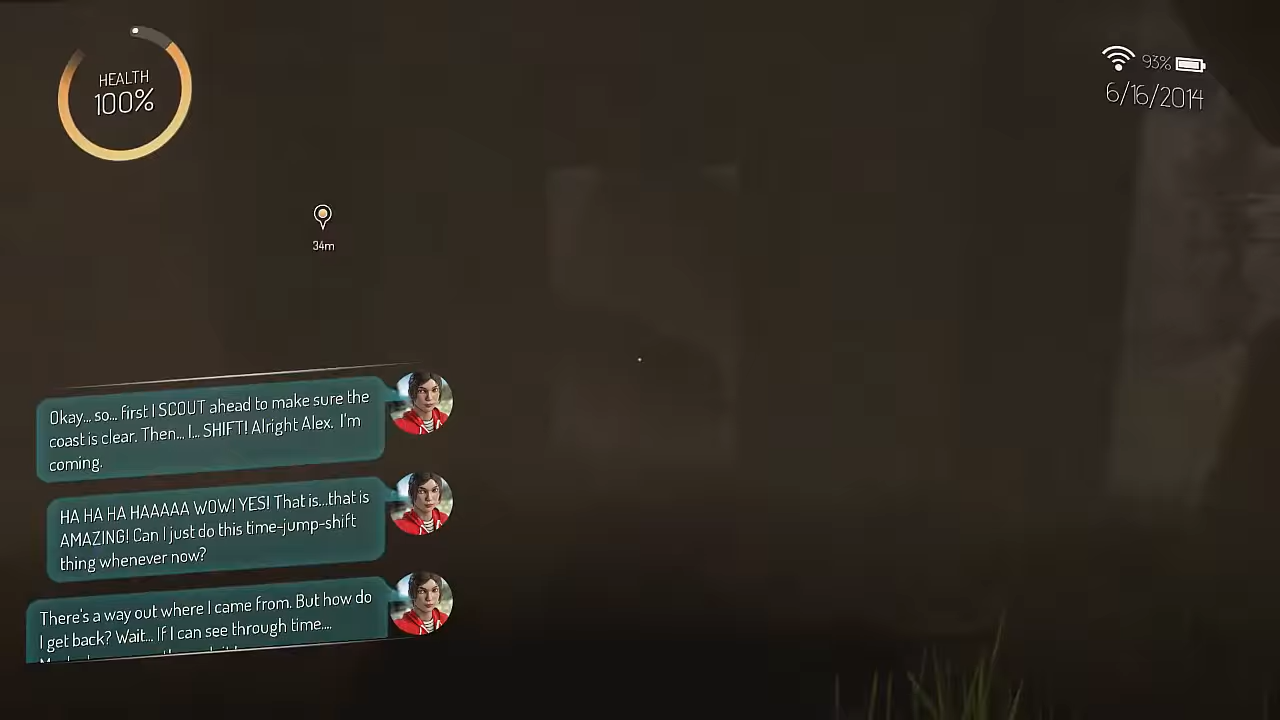 HEALTH
100%
93%
6/16/2014
34m
Okay... so... first I SCOUT ahead to make sure the
coast is clear. Then... I... SHIFT! Alright Alex. I'm
coming.
HA HA HA HAAAAA WOW! YES! That is...that is
AMAZING! Can I just do this time-jump-shift
thing whenever now?
There's a way out where I came from. But how do
I get back? Wait... If I can see through time....